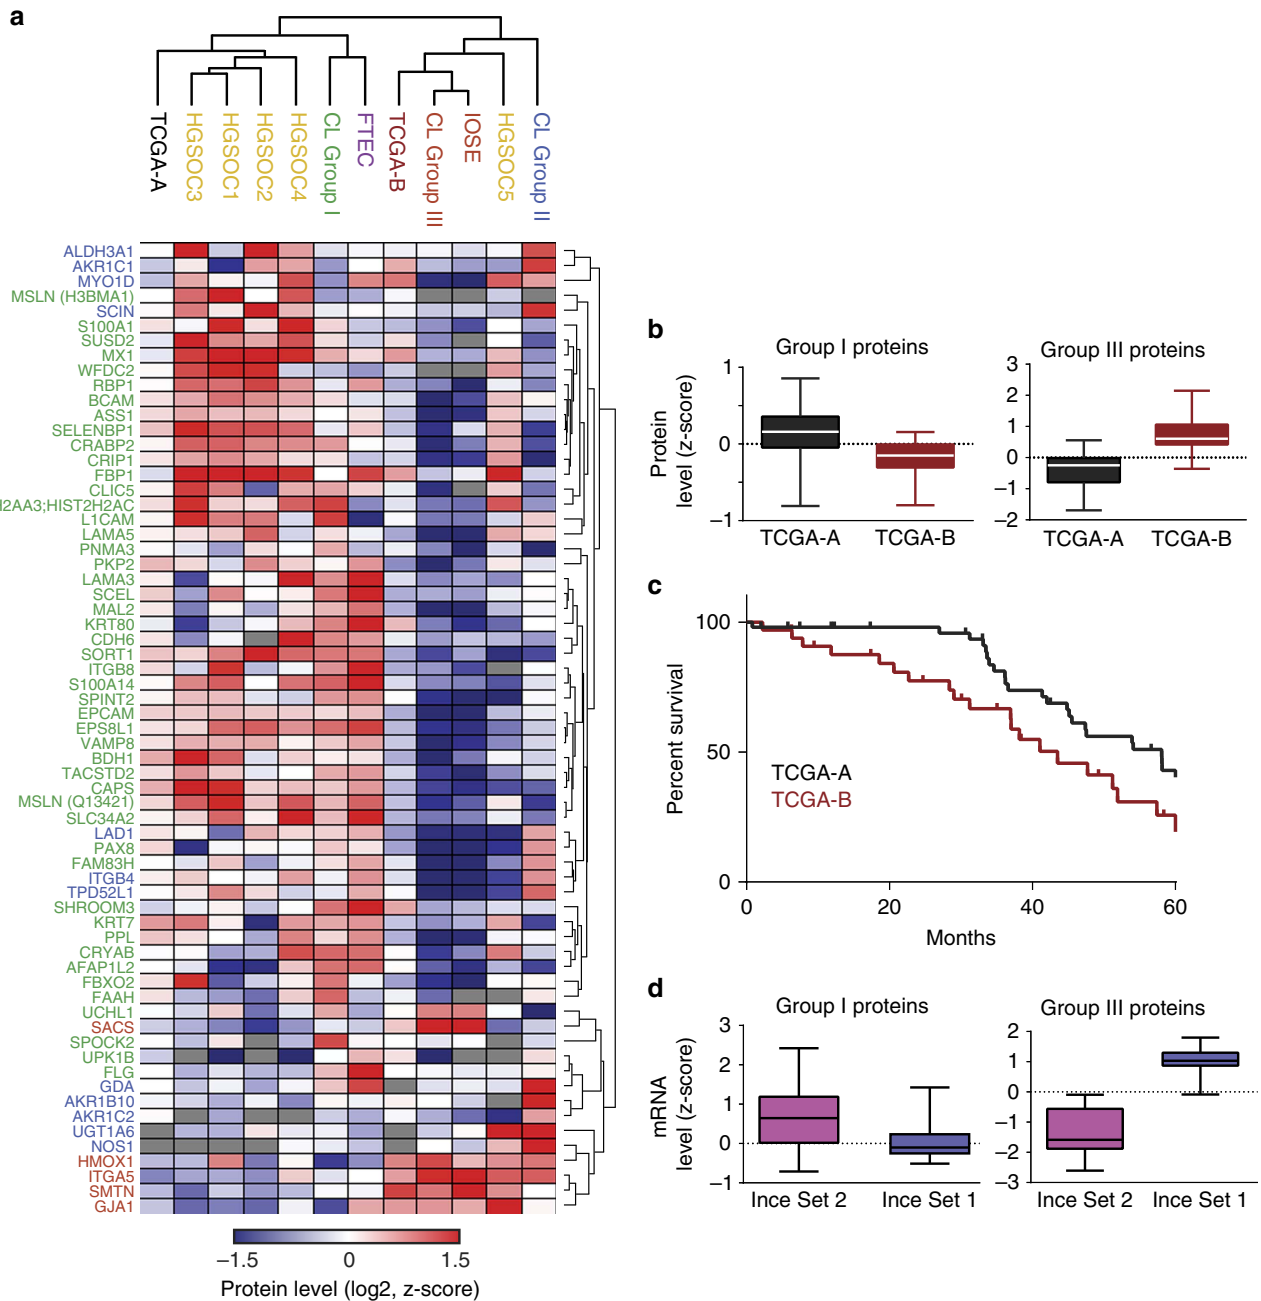 a
TCGA-A
HGSOC3
HGSOC1
HGSOC2
HGSOC4
CL Group I
FTEC
TCGA-B
CL Group III
IOSE
HGSOC5
CL Group II
ALDH3A1
AKR1C1
MYO1D
MSLN (H3BMA1)
SCIN
S100A1
SUSD2
MX1
WFDC2
RBP1
BCAM
ASS1
SELENBP1
CRABP2
CRIP1
FBP1
CLIC5
H2AA3;HIST2H2AC
L1CAM
LAMA5
PNMA3
PKP2
LAMA3
SCEL
MAL2
KRT80
CDH6
SORT1
ITGB8
S100A14
SPINT2
EPCAM
EPS8L1
VAMP8
BDH1
TACSTD2
CAPS
MSLN (Q13421)
SLC34A2
LAD1
PAX8
FAM83H
ITGB4
TPD52L1
SHROOM3
KRT7
PPL
CRYAB
AFAP1L2
FBXO2
FAAH
UCHL1
SACS
SPOCK2
UPK1B
FLG
GDA
AKR1B10
AKR1C2
UGT1A6
NOS1
HMOX1
ITGA5
SMTN
GJA1
−1.5 0 1.5
Protein level (log2, z-score)
b
Group I proteins
Protein
level (z-score)
1
0
−1
TCGA-A TCGA-B
Group III proteins
3
2
1
0
−1
−2
TCGA-A TCGA-B
c
Percent survival
100
50
0
TCGA-A
TCGA-B
0 20 40 60
Months
d
Group I proteins
mRNA
level (z-score)
3
2
1
0
−1
Ince Set 2 Ince Set 1
Group III proteins
2
1
0
−1
−2
−3
Ince Set 2 Ince Set 1